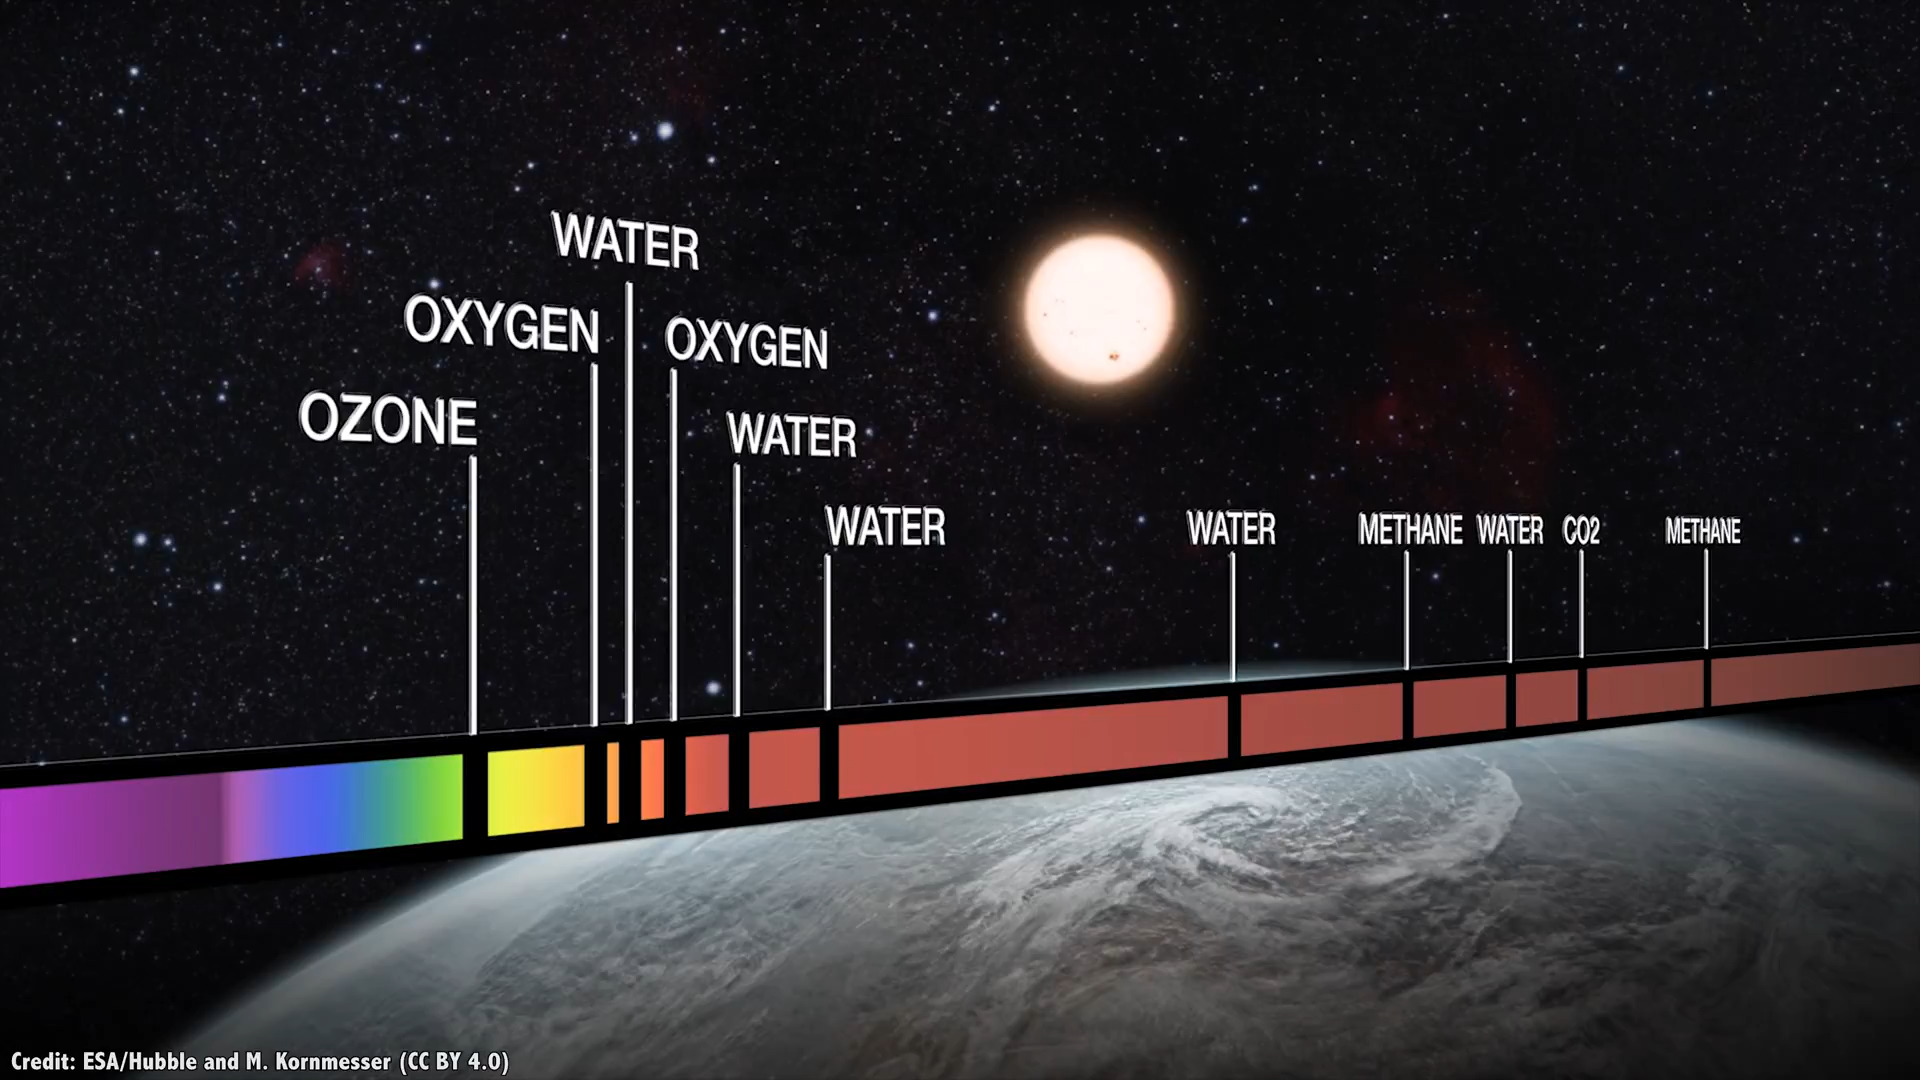 WATER
OXYGEN
OXYGEN
OZONE
WATER
WATER
WATER
METHANE
WATER
CO2
METHANE
Credit: ESA/Hubble and M. Kornmesser (CC BY 4.0)